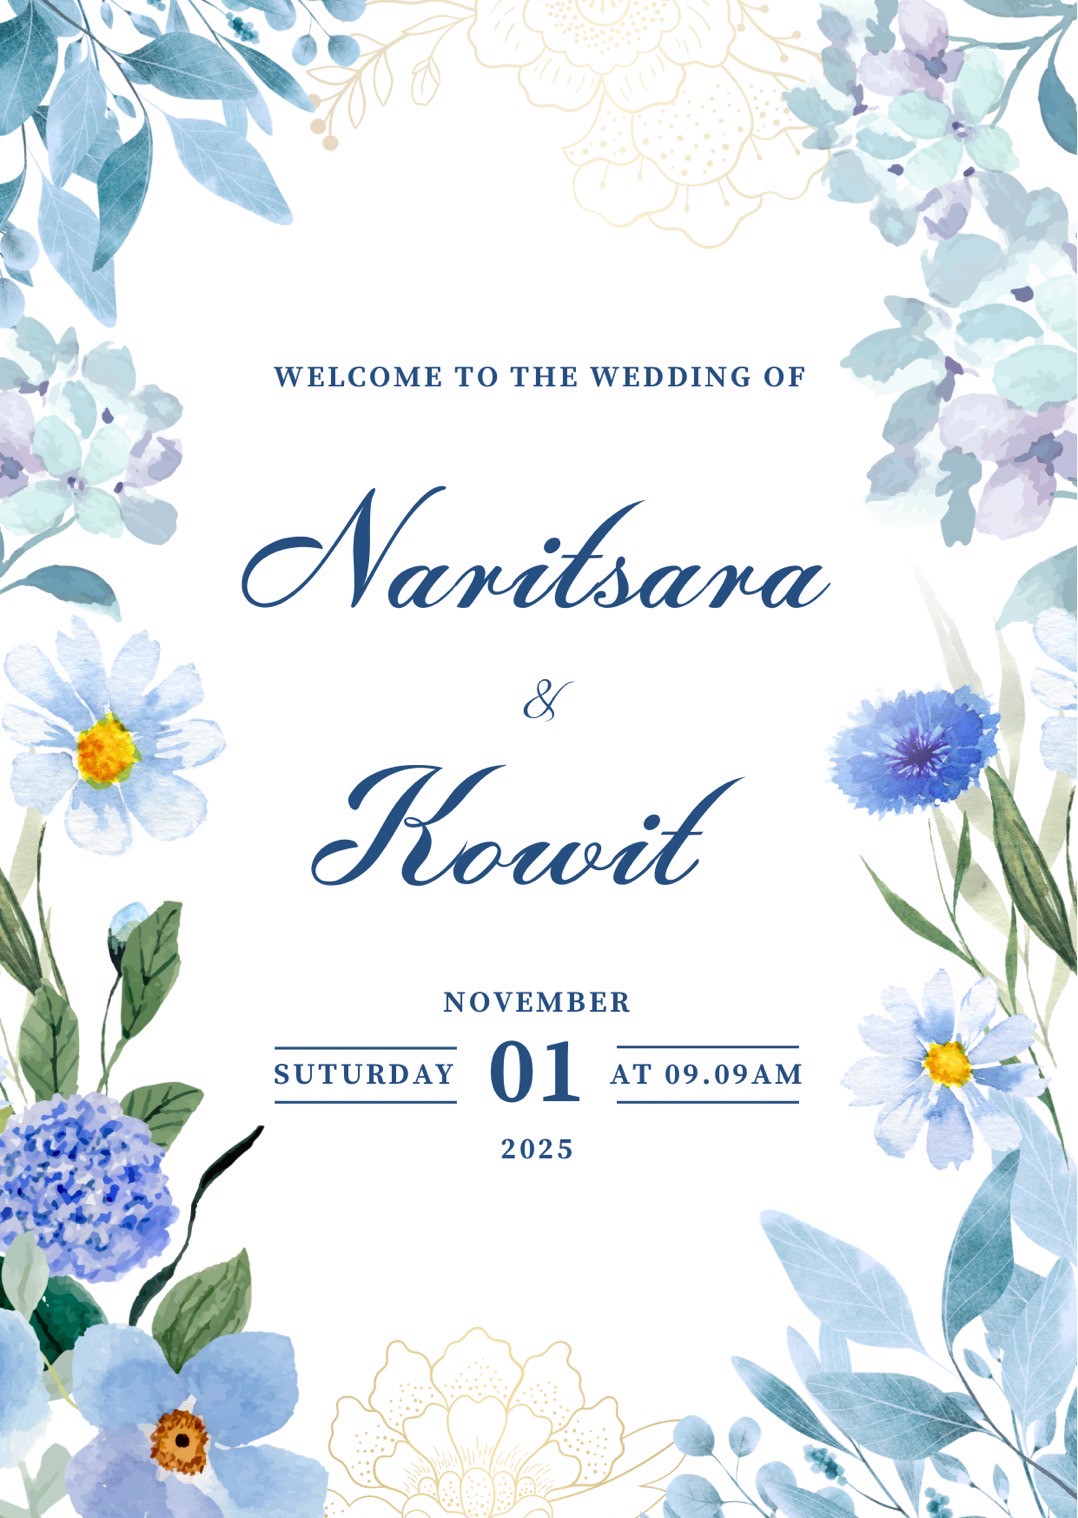 WELCOME TO THE WEDDING OF
Naritsara
&
Kowit
NOVEMBER
SUTURDAY 01 AT 09.09AM
2025